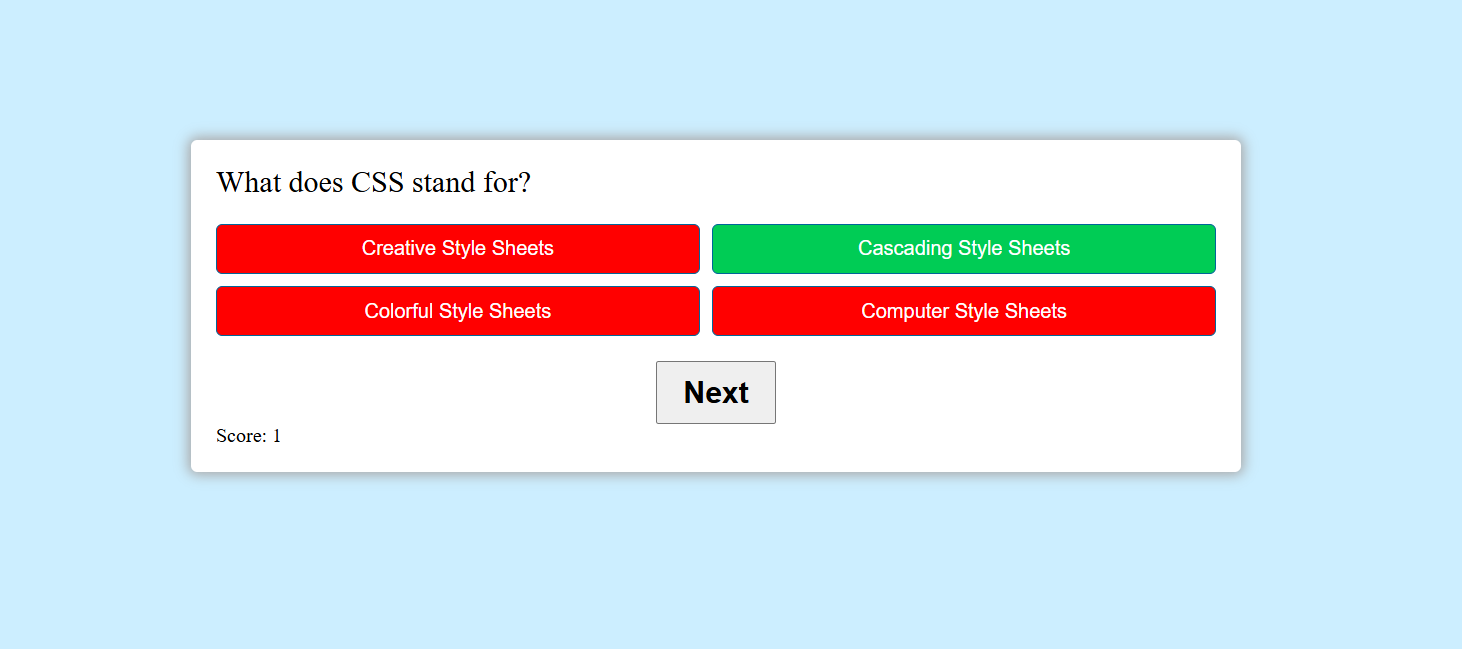 What does CSS stand for?
Creative Style Sheets
Cascading Style Sheets
Colorful Style Sheets
Computer Style Sheets
Next
Score: 1